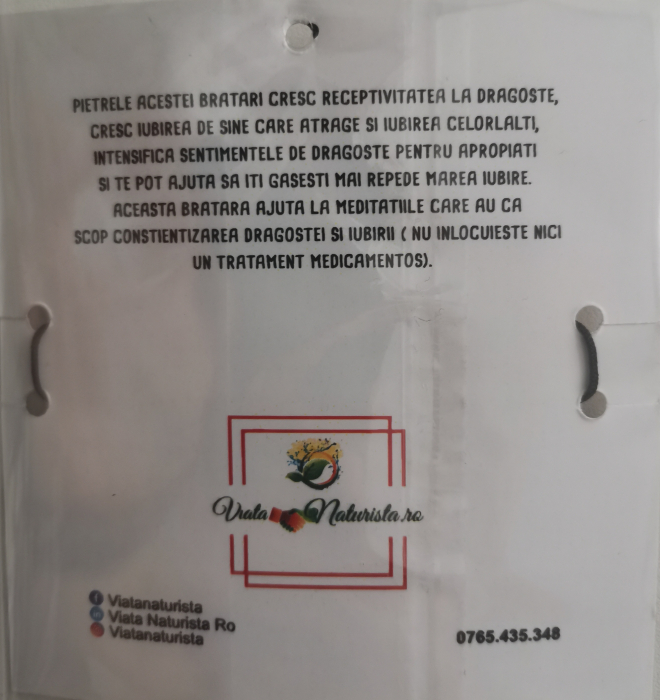 PIETRELE ACESTEI BRATARI CRESC RECEPTIVITATEA LA DRAGOSTE,
CRESC IUBIREA DE SINE CARE ATRAGE SI IUBIREA CELORLALTI,
INTENSIFICA SENTIMENTELE DE DRAGOSTE PENTRU APROPIATI
SI TE POT AJUTA SA ITI GASESTI MAI REPEDE MAREA IUBIRE.
ACEASTA BRATARA AJUTA LA MEDITATIILE CARE AU CA
SCOP CONSTIENTIZAREA DRAGOSTEI SI IUBIRII ( NU INLOCUIESTE NICI
UN TRATAMENT MEDICAMENTOS).
Viata Naturista.ro
Viatanaturista
Viata Naturista Ro
Viatanaturista
0765.435.348